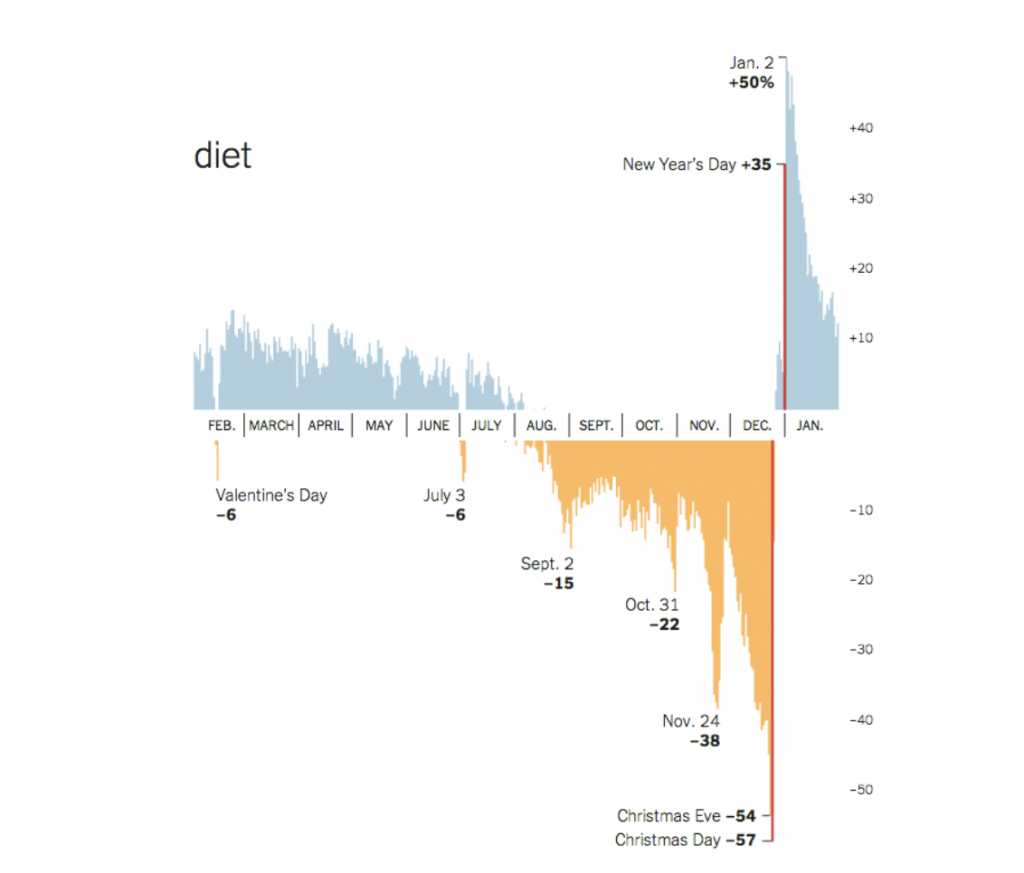 Jan. 2
+50%
+40
diet
New Year's Day +35
+30
+20
+10
FEB. MARCH APRIL MAY JUNE JULY AUG. SEPT. OCT. NOV. DEC. JAN.
Valentine's Day
–6
July 3
–6
–10
Sept. 2
–15
–20
Oct. 31
–22
–30
Nov. 24
–38
–40
–50
Christmas Eve –54
Christmas Day –57